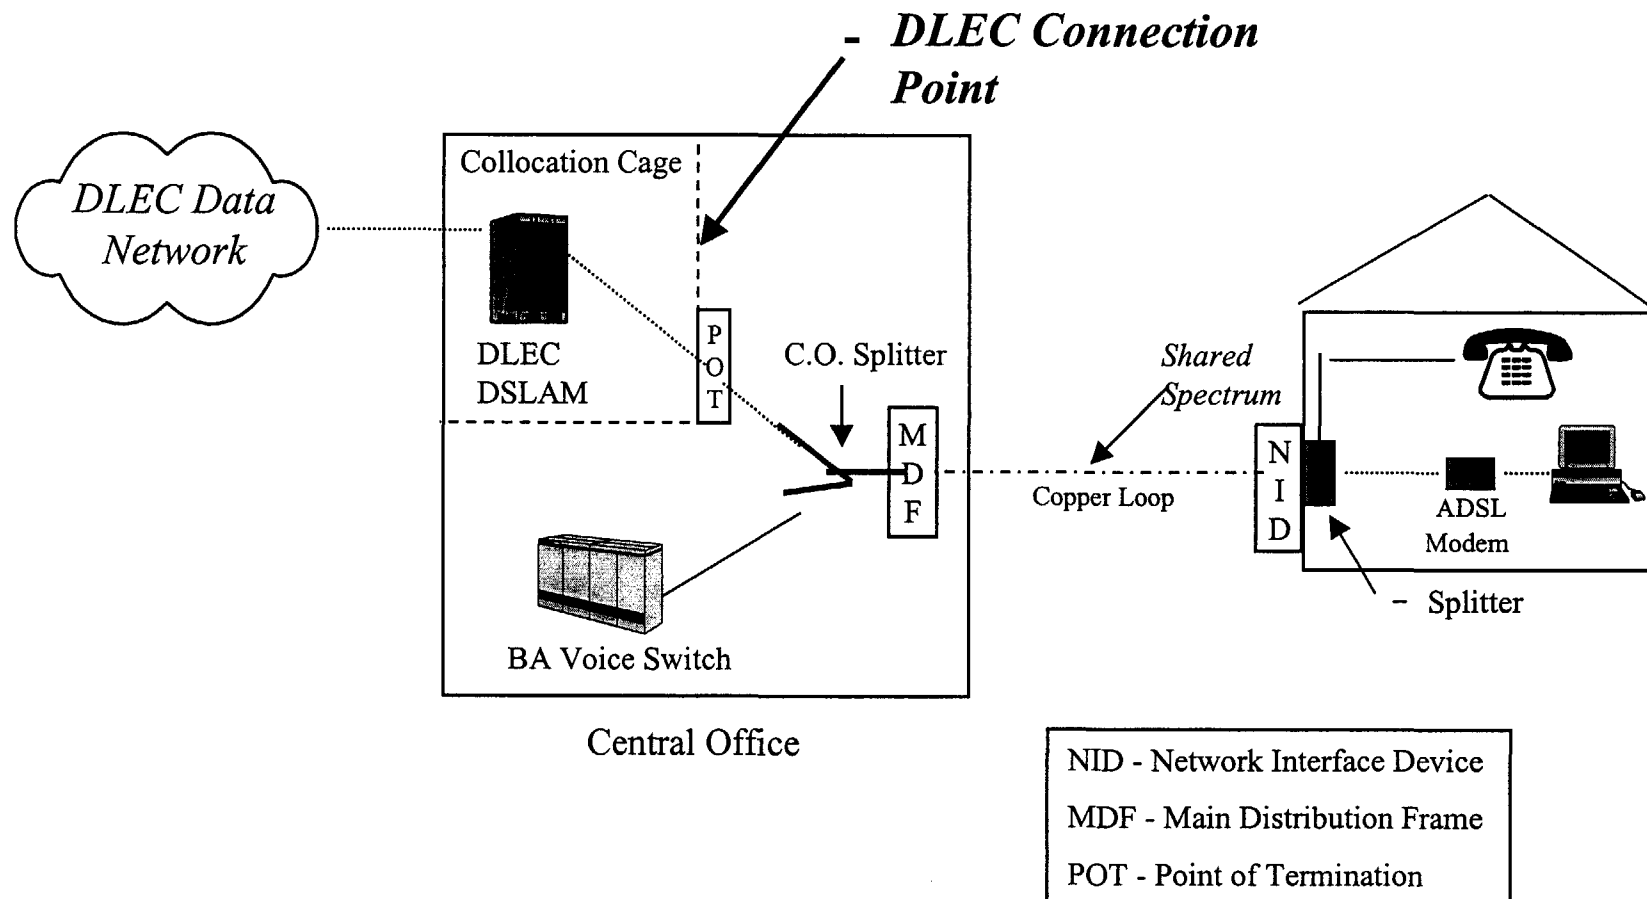 - DLEC Connection
Point
Collocation Cage
DLEC Data
Network
DLEC
DSLAM
P
O
T
C.O. Splitter
M
D
F
BA Voice Switch
Central Office
Shared
Spectrum
Copper Loop
N
I
D
ADSL
Modem
- Splitter
NID - Network Interface Device
MDF - Main Distribution Frame
POT - Point of Termination